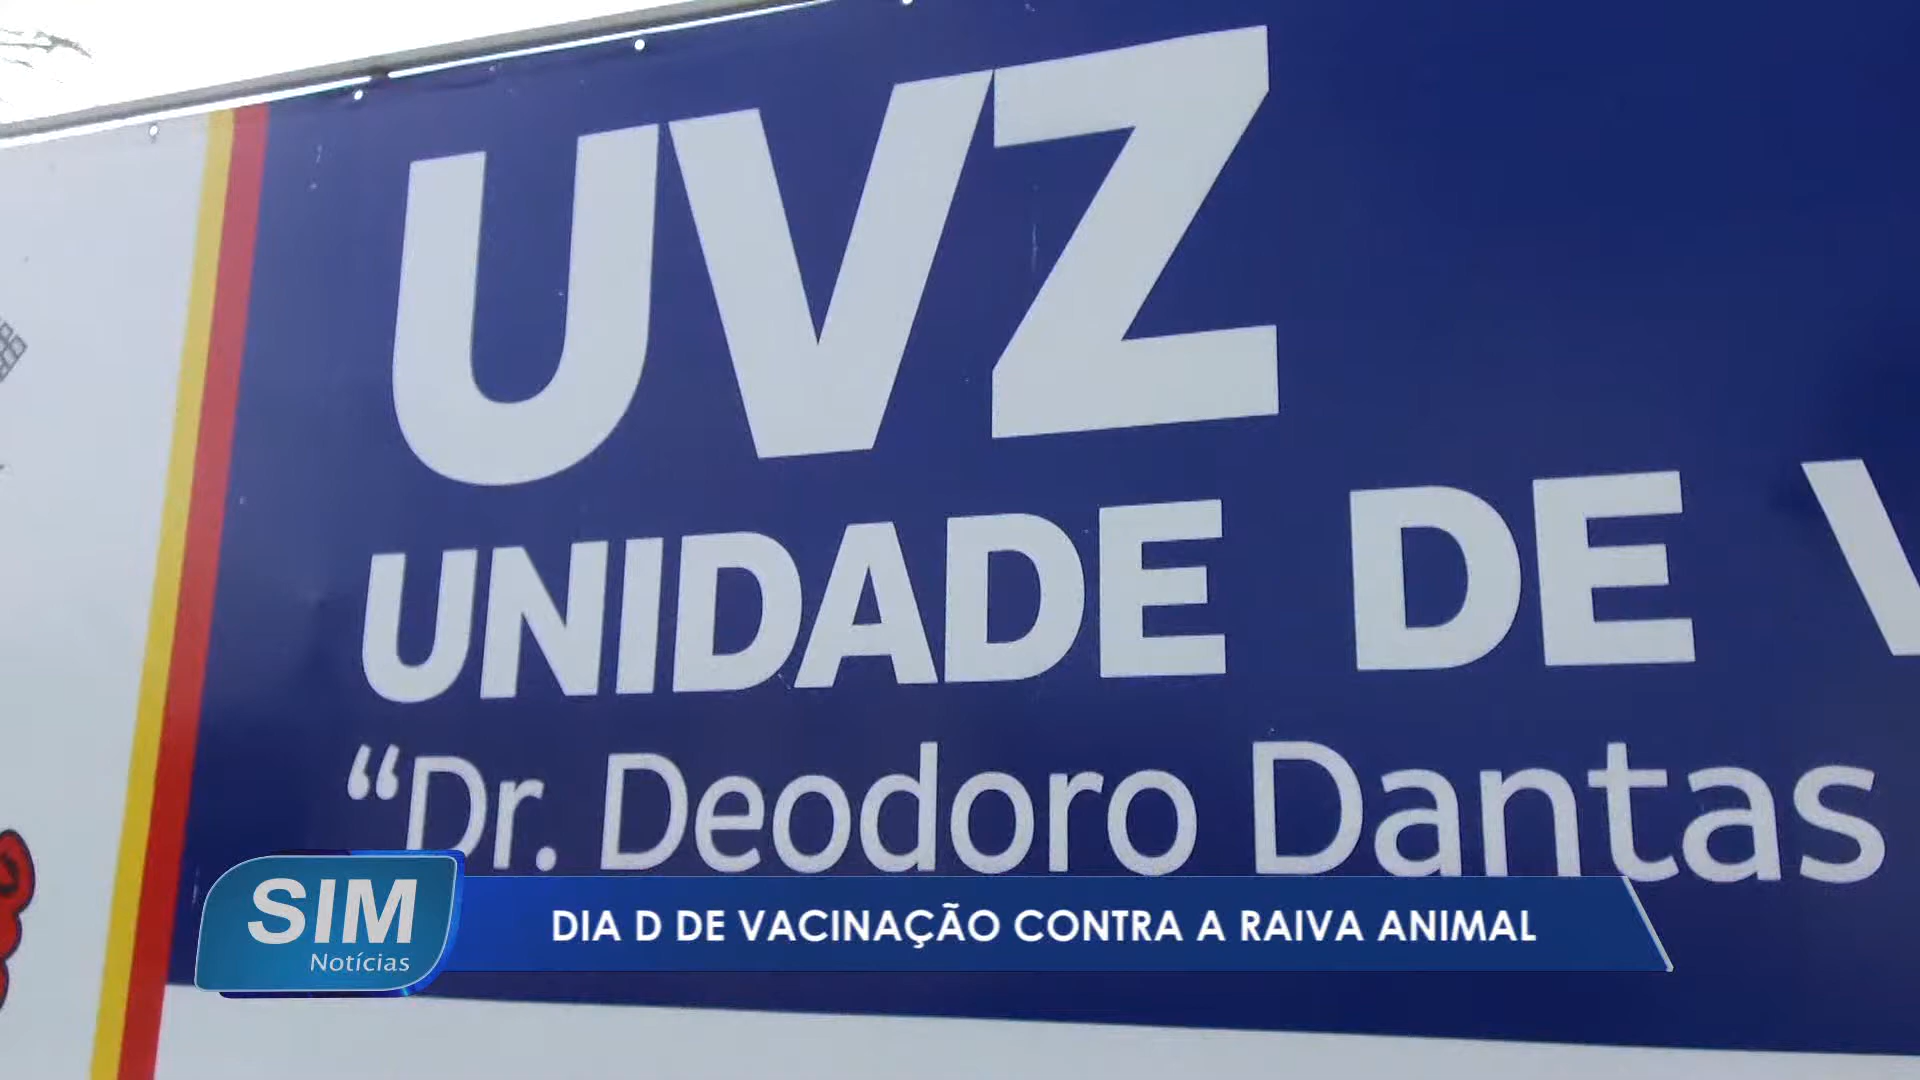 UVZ
UNIDADE DE
“Dr. Deodoro Dantas
SIM
Notícias
DIA D DE VACINAÇÃO CONTRA A RAIVA ANIMAL